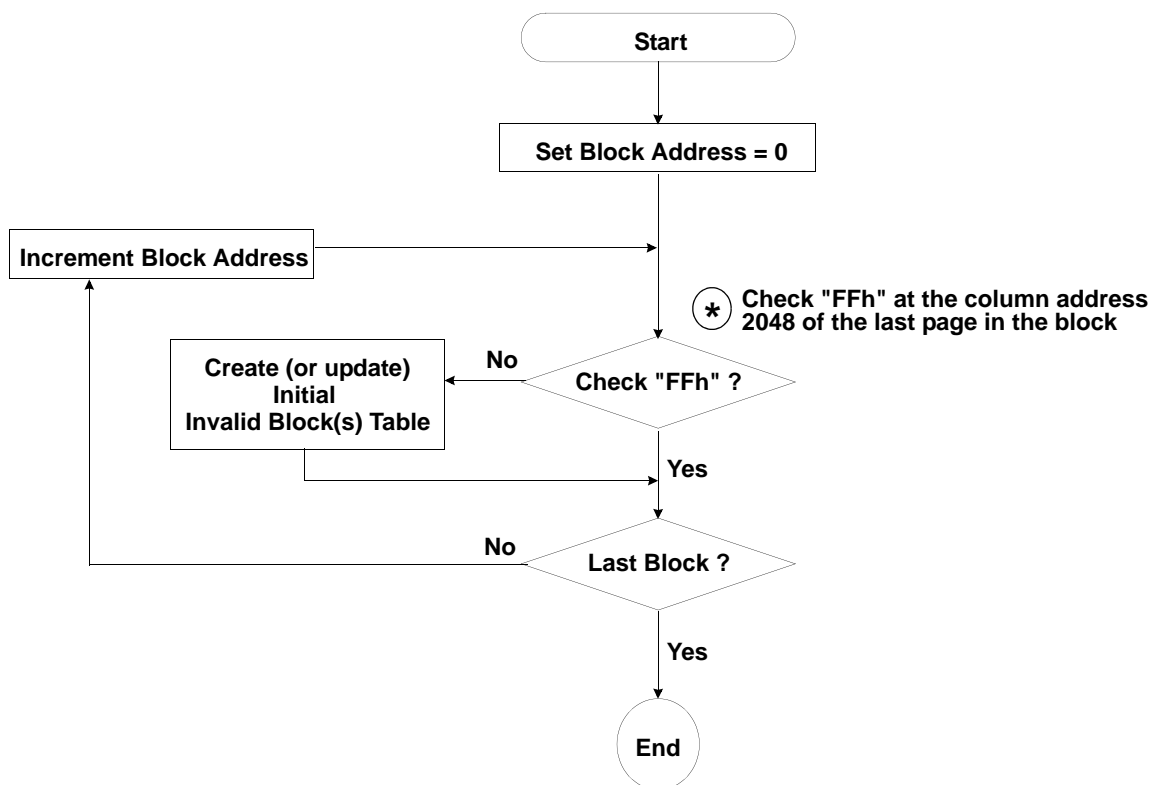 Start
Set Block Address = 0
Increment Block Address
* Check "FFh" at the column address
2048 of the last page in the block
No
Create (or update)
Initial
Invalid Block(s) Table
Check "FFh" ?
Yes
No
Last Block ?
Yes
End